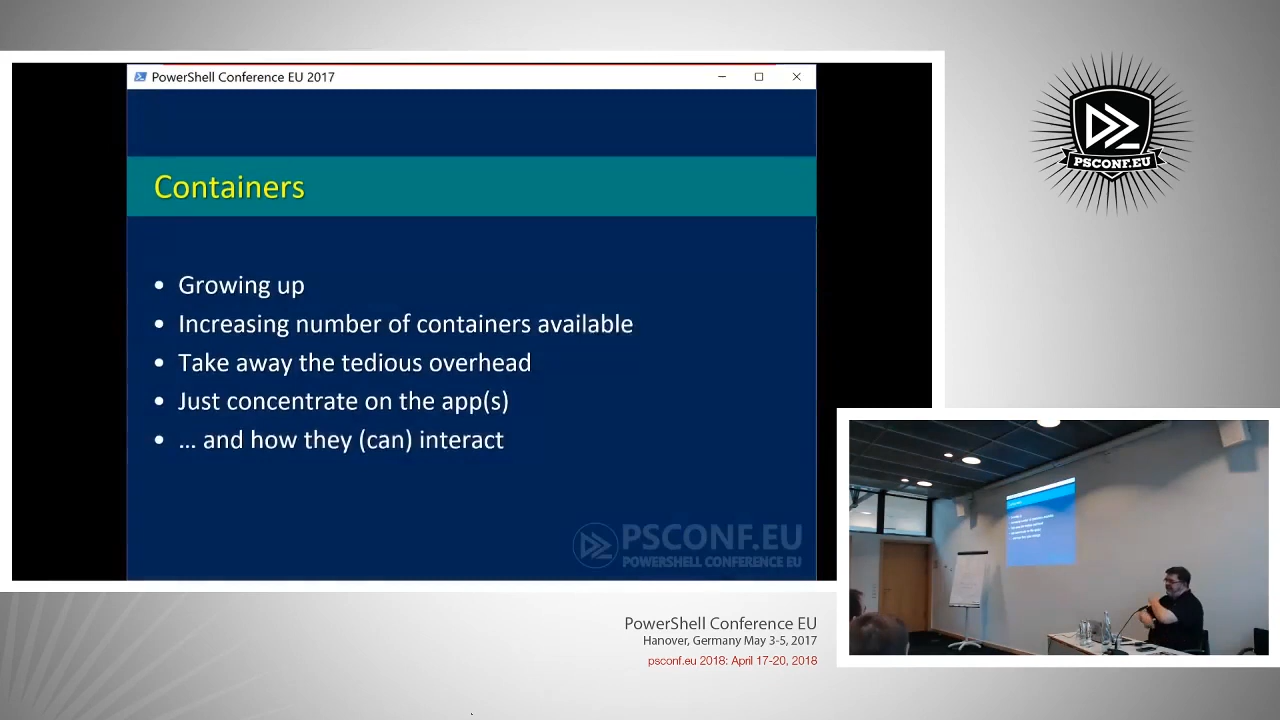 PowerShell Conference EU 2017
Containers
• Growing up
• Increasing number of containers available
• Take away the tedious overhead
• Just concentrate on the app(s)
• … and how they (can) interact
PSCONF.EU
POWERSHELL CONFERENCE EU
PSCONF.EU
PowerShell Conference EU
Hanover, Germany May 3-5, 2017
psconf.eu 2018: April 17-20, 2018